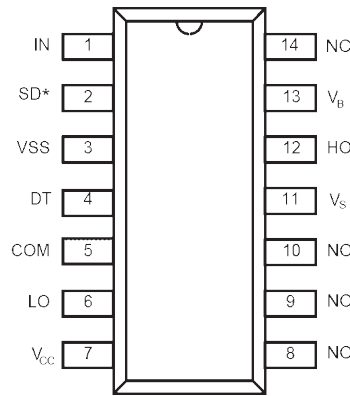 IN 1 14 NC
SD* 2 13 VB
VSS 3 12 HO
DT 4 11 VS
COM 5 10 NC
LO 6 9 NC
VCC 7 8 NC